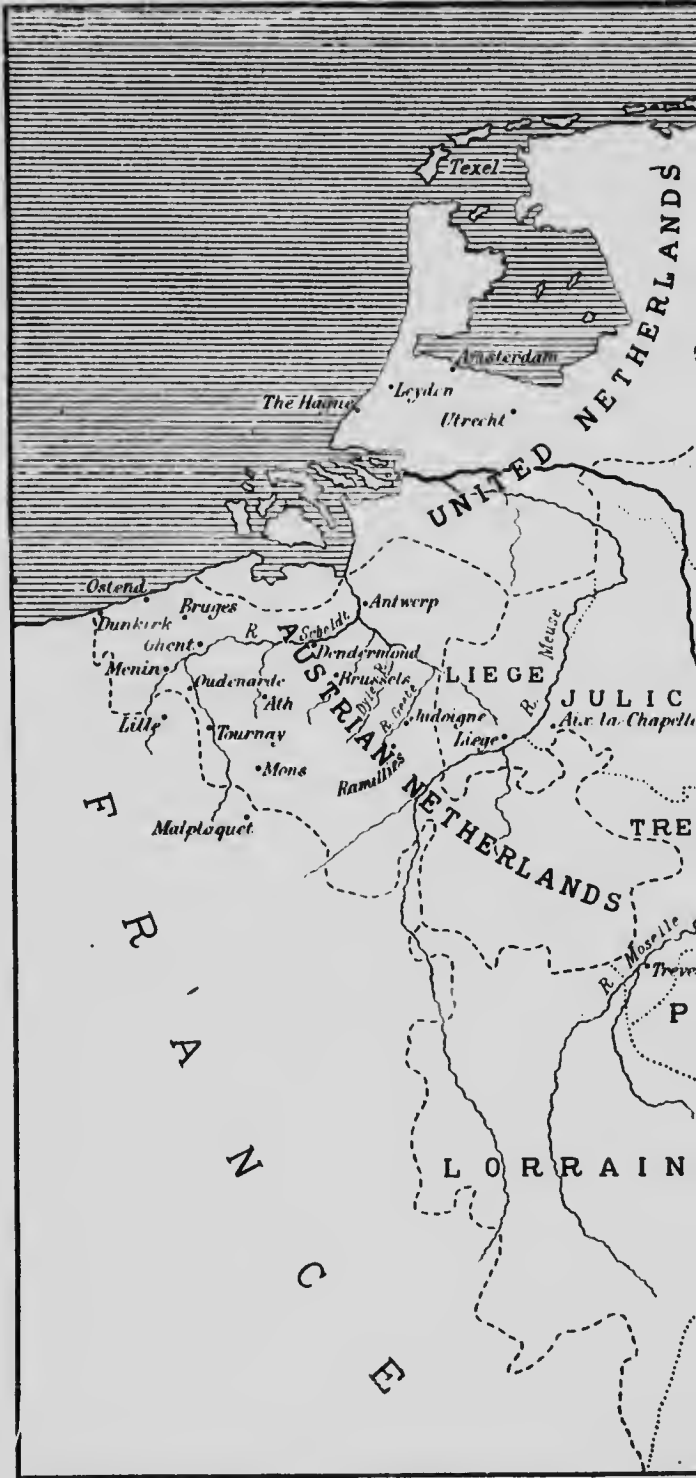 Texel
UNITED NETHERLANDS
Amsterdam
Leyden
The Hague
Utrecht
Ostend
Bruges
Antwerp
Dunkirk
R Scheldt
Ghent
Dendermond
Menin
Oudenarde
Brussels
Dyle R.
R. Geete
LIEGE
R. Meuse
Ath
Judoigne
JULIC
Lille
Tournay
Liege
Aix la Chapelle
AUSTRIAN NETHERLANDS
Mons
Ramillies
Malplaquet
TRE
R Moselle
Treve
P
FRANCE
LORRAIN